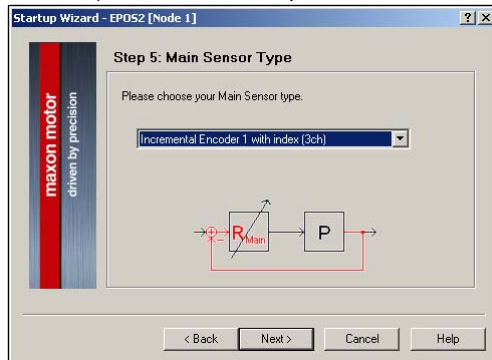 Startup Wizard - EPOS2 [Node 1]
maxon motor
driven by precision
Step 5: Main Sensor Type
Please choose your Main Sensor type.
Incremental Encoder 1 with index (3ch)
R Main
P
< Back
Next >
Cancel
Help